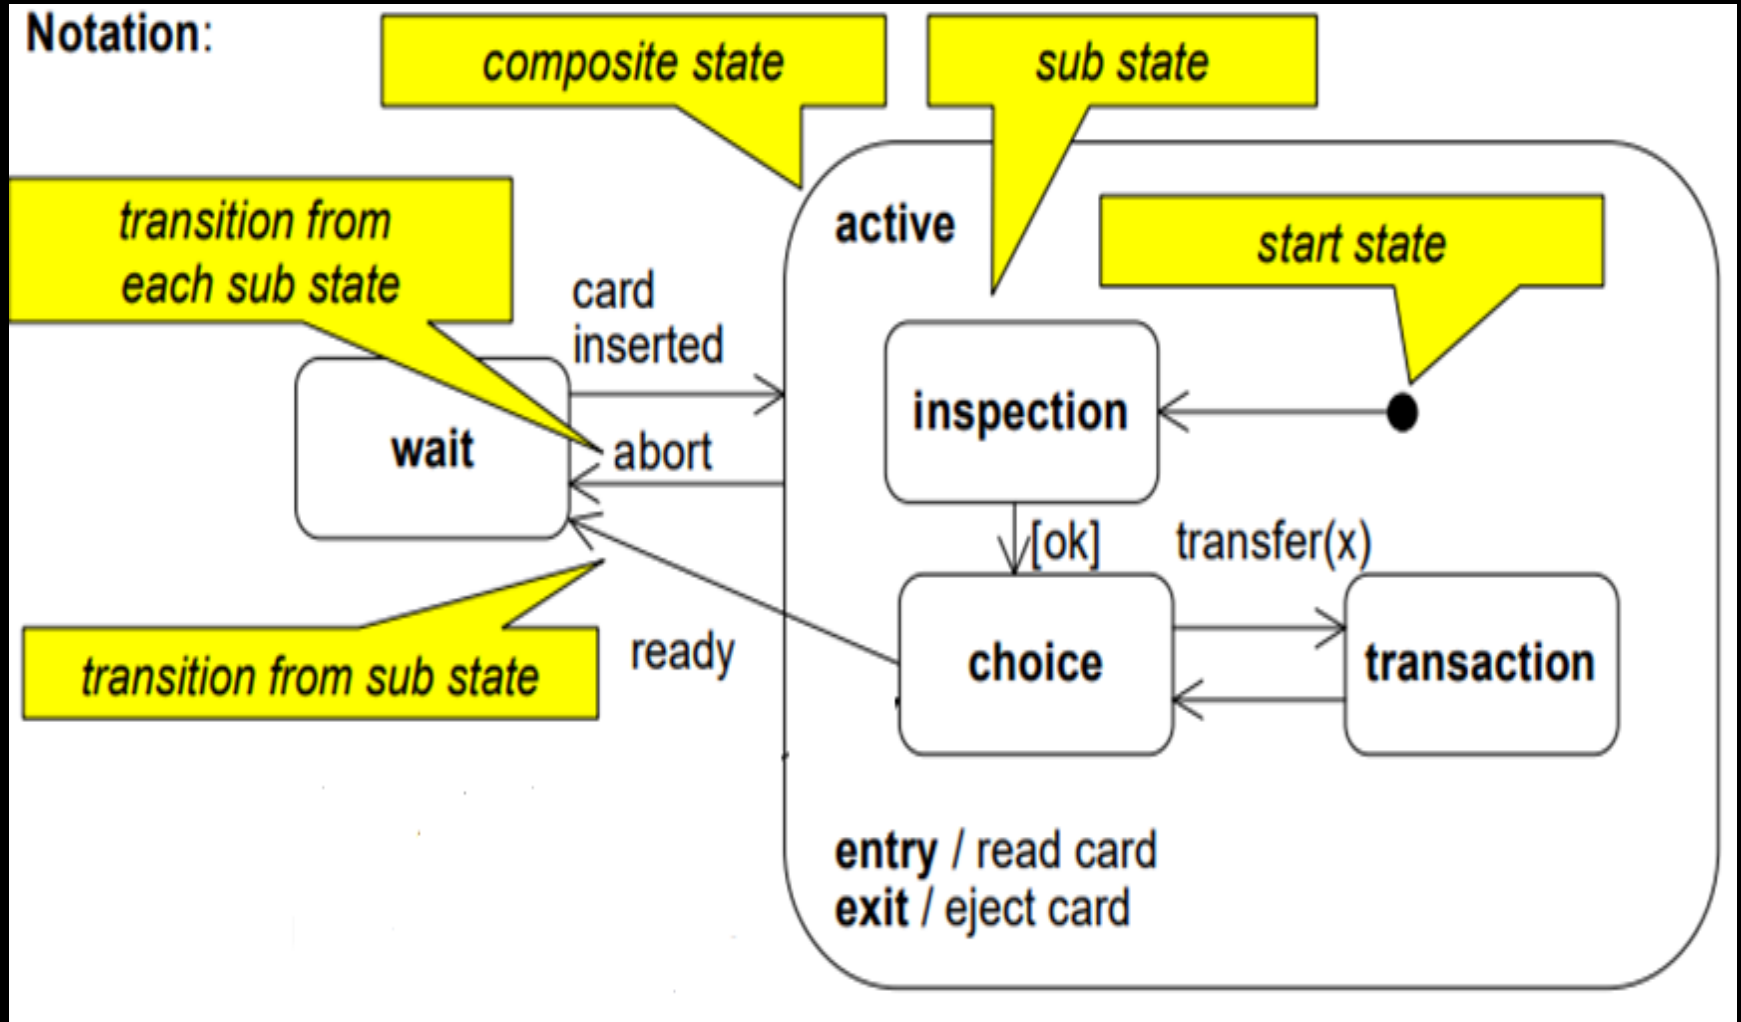 Notation:
composite state
sub state
transition from
each sub state
active
start state
card
inserted
inspection
wait
abort
[ok]
transfer(x)
ready
choice
transaction
transition from sub state
entry / read card
exit / eject card